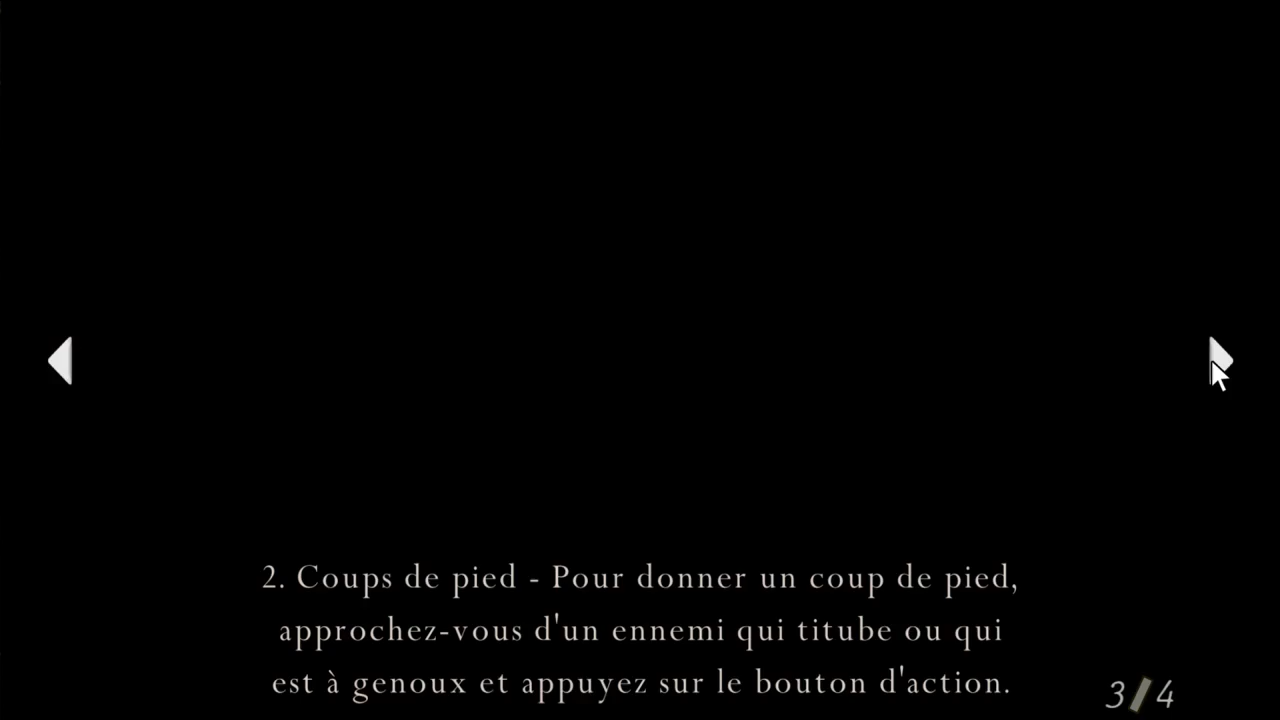 2. Coups de pied - Pour donner un coup de pied,
approchez-vous d'un ennemi qui titube ou qui
est à genoux et appuyez sur le bouton d'action.
3/4